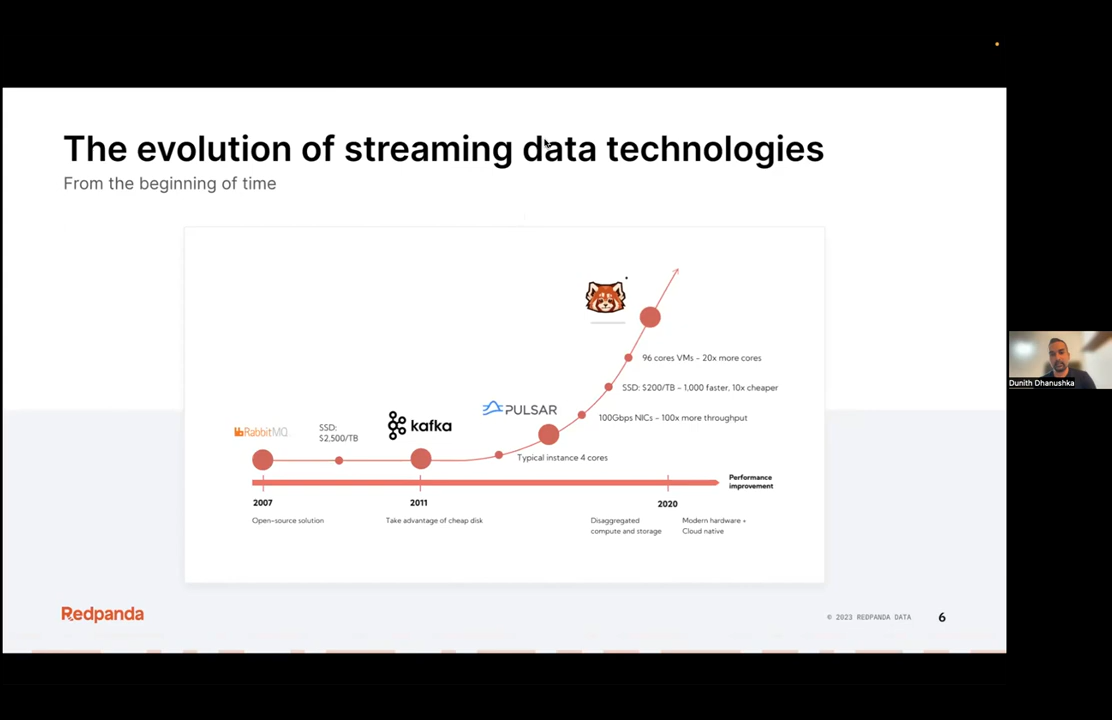 The evolution of streaming data technologies
From the beginning of time
96 cores VMs - 20x more cores
SSD: $200/TB - 1,000 faster, 10x cheaper
PULSAR
100Gbps NICs - 100x more throughput
RabbitMQ
SSD:
$2,500/TB
kafka
Typical instance 4 cores
Performance
improvement
2007
2011
2020
Open-source solution
Take advantage of cheap disk
Disaggregated
compute and storage
Modern hardware +
Cloud native
Redpanda
© 2023 REDPANDA DATA
6
Dunith Dhanushka